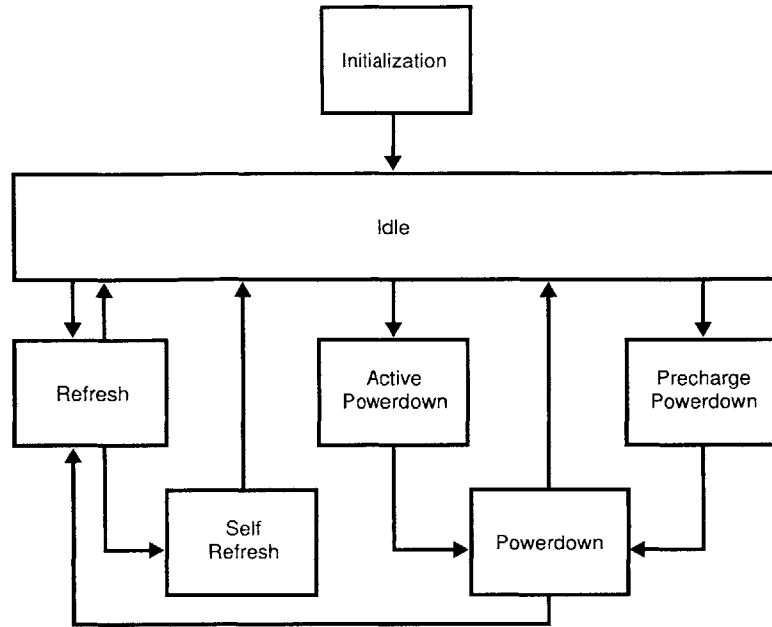 Initialization
Idle
Refresh
Active
Powerdown
Precharge
Powerdown
Self
Refresh
Powerdown